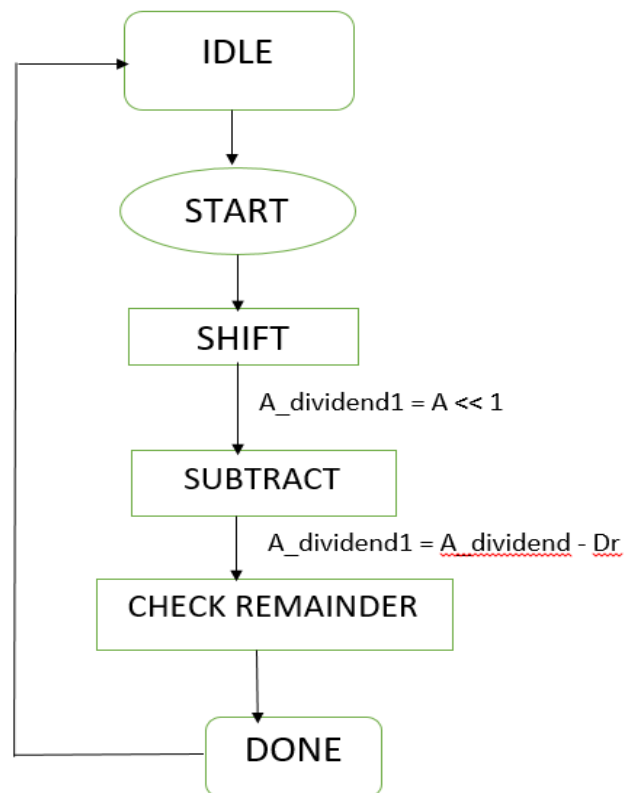 IDLE
START
SHIFT
A_dividend1 = A << 1
SUBTRACT
A_dividend1 = A_dividend - Dr
CHECK REMAINDER
DONE